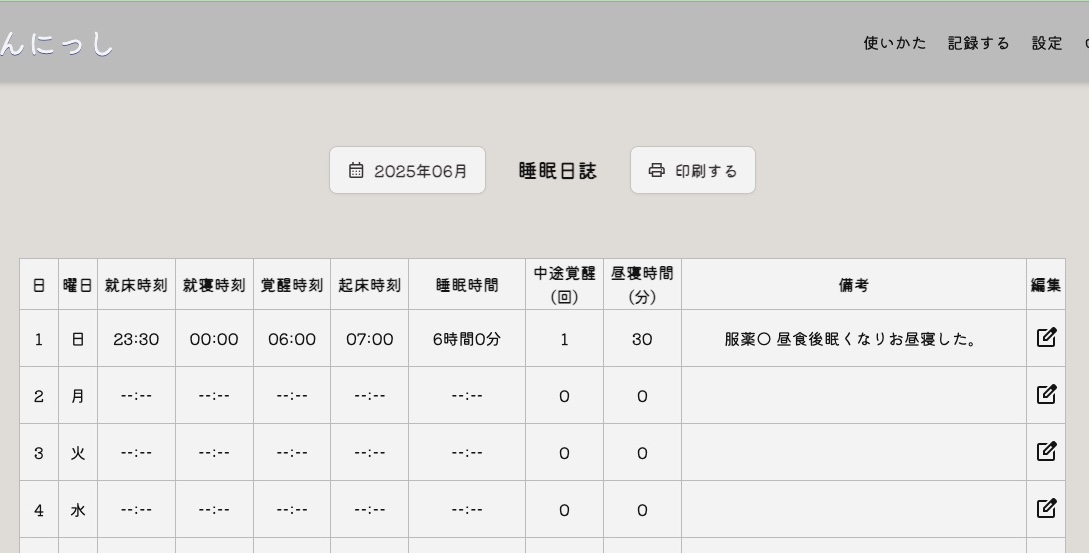 んにっし
使いかた 記録する 設定
2025年06月 睡眠日誌 印刷する
日 曜日 就床時刻 就寝時刻 覚醒時刻 起床時刻 睡眠時間 中途覚醒(回) 昼寝時間(分) 備考 編集
1 日 23:30 00:00 06:00 07:00 6時間0分 1 30 服薬〇 昼食後眠くなりお昼寝した。
2 月 --:-- --:-- --:-- --:-- --:-- 0 0
3 火 --:-- --:-- --:-- --:-- --:-- 0 0
4 水 --:-- --:-- --:-- --:-- --:-- 0 0